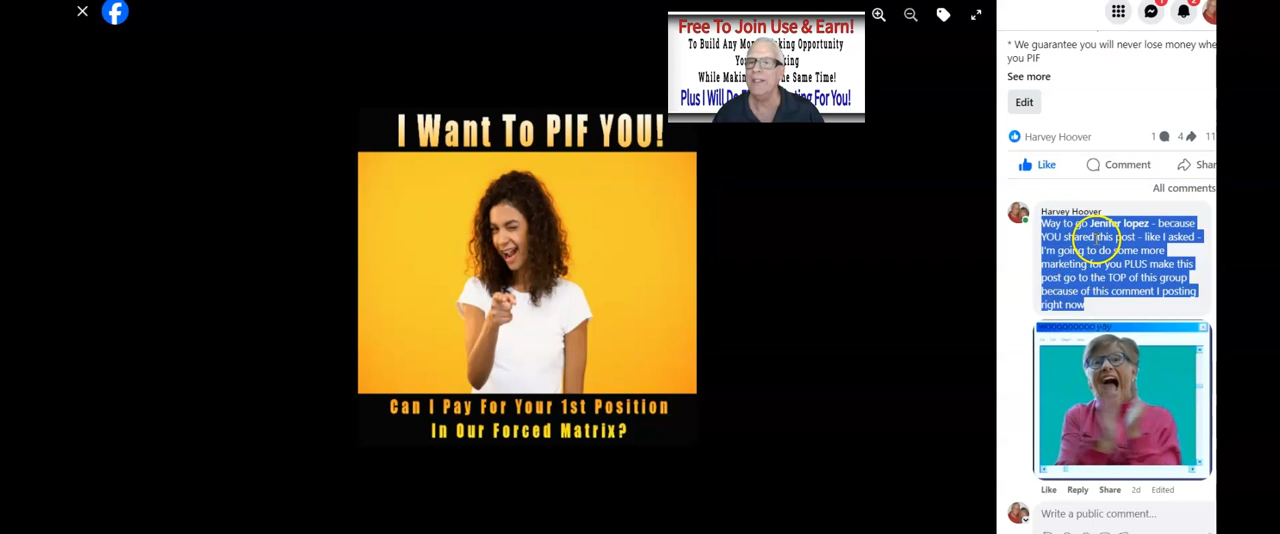 Free To Join Use & Earn!
To Build Any Mon king Opportunity
Yo king
While Makin e Same Time!
Plus I Will Do ting For You!
I Want To PIF YOU!
Can I Pay For Your 1st Position
In Our Forced Matrix?
* We guarantee you will never lose money whe
you PIF
See more
Edit
Harvey Hoover
1 4 11
Like Comment Shar
All comments
Harvey Hoover
Way to go Jenifer lopez - because
YOU shared this post - like I asked -
I'm going to do some more
marketing for you PLUS make this
post go to the TOP of this group
because of this comment I posting
right now
Like Reply Share 2d Edited
Write a public comment...